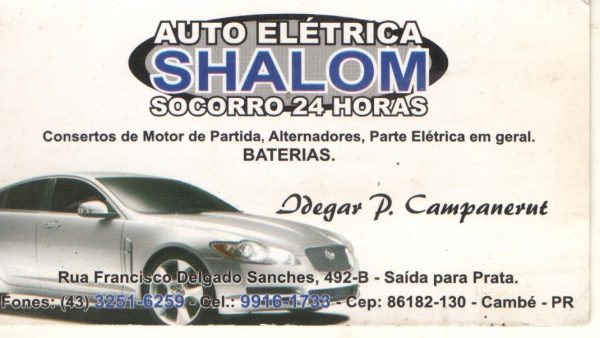 AUTO ELÉTRICA
SHALOM
SOCORRO 24 HORAS
Consertos de Motor de Partida, Alternadores, Parte Elétrica em geral.
BATERIAS.
Idegar P. Campanerut
Rua Francisco Delgado Sanches, 492-B - Saída para Prata.
Fones: (43) 3251-6259 - Cel.: 9916 1733 - Cep: 86182-130 - Cambé - PR